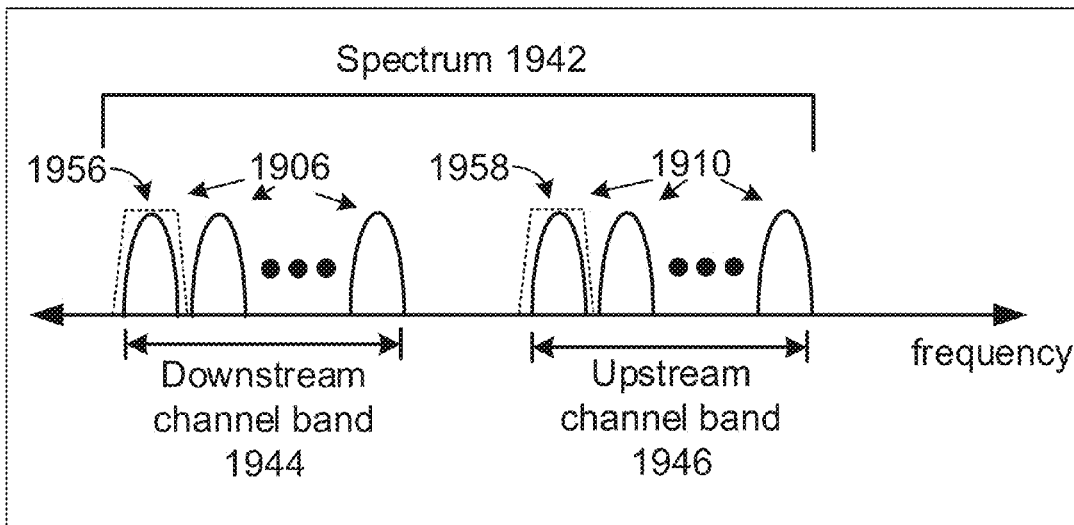 Spectrum 1942
1956
1906
1958
1910
frequency
Downstream
channel band
1944
Upstream
channel band
1946